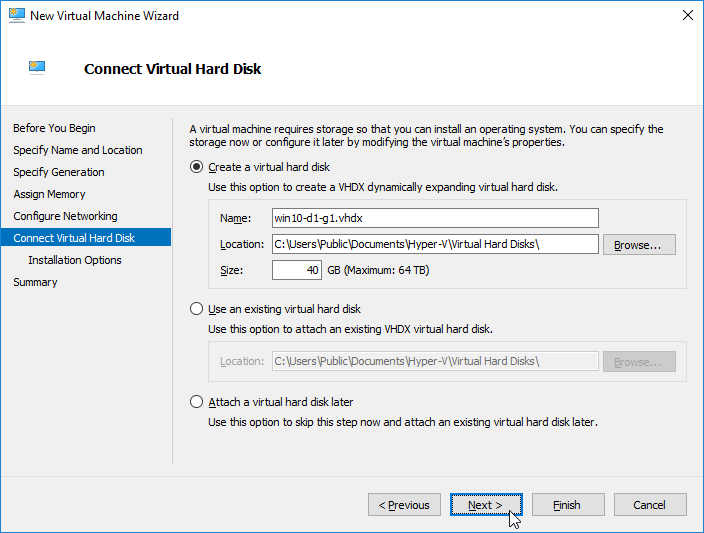 New Virtual Machine Wizard
Connect Virtual Hard Disk
Before You Begin
Specify Name and Location
Specify Generation
Assign Memory
Configure Networking
Connect Virtual Hard Disk
Installation Options
Summary
A virtual machine requires storage so that you can install an operating system. You can specify the
storage now or configure it later by modifying the virtual machine's properties.
Create a virtual hard disk
Use this option to create a VHDX dynamically expanding virtual hard disk.
Name: win10-d1-g1.vhdx
Location: C:\Users\Public\Documents\Hyper-V\Virtual Hard Disks\ Browse...
Size: 40 GB (Maximum: 64 TB)
Use an existing virtual hard disk
Use this option to attach an existing VHDX virtual hard disk.
Location: C:\Users\Public\Documents\Hyper-V\Virtual Hard Disks\ Browse...
Attach a virtual hard disk later
Use this option to skip this step now and attach an existing virtual hard disk later.
< Previous Next > Finish Cancel